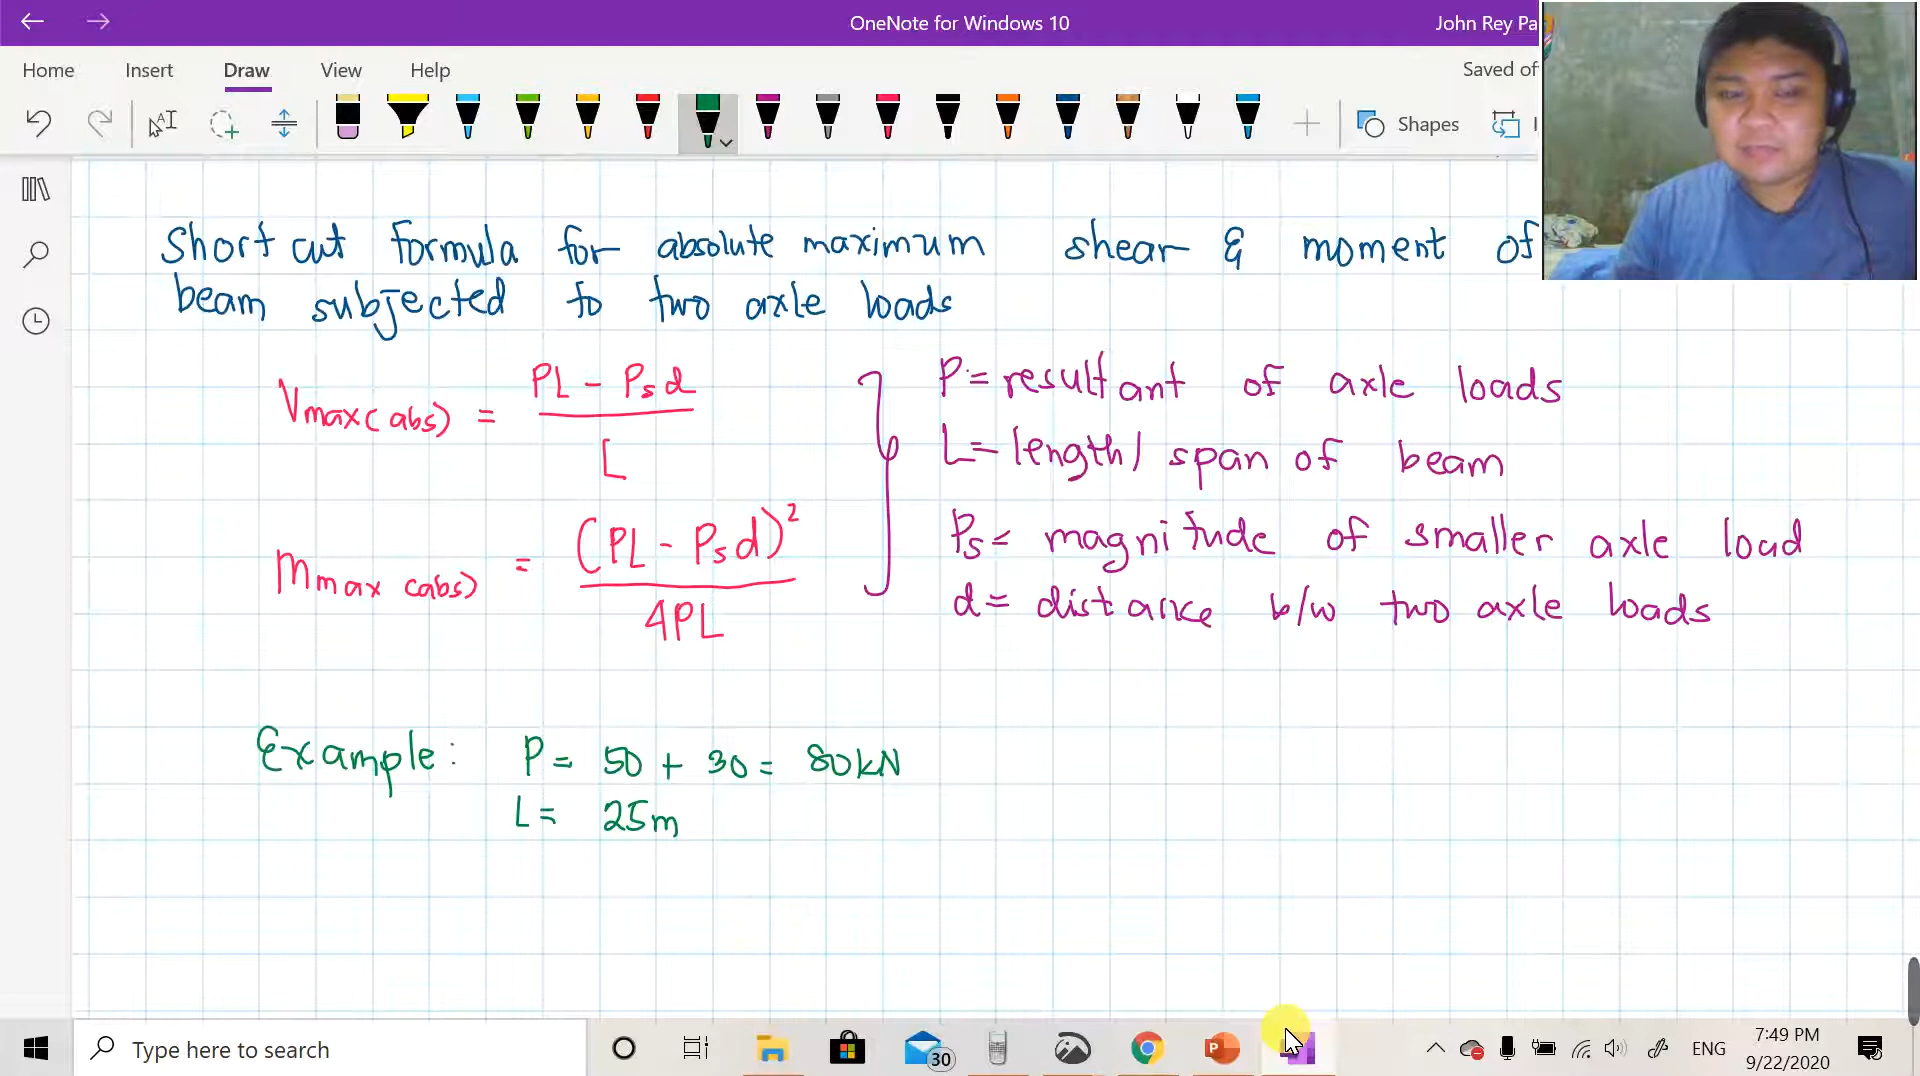 OneNote for Windows 10
John Rey Pa
Home Insert Draw View Help
Saved of
Shapes
Short cut formula for absolute maximum shear & moment of
beam subjected to two axle loads
Vmax(abs) = PL - Psd / L
Mmax (abs) = (PL - Psd)² / 4PL
P = resultant of axle loads
L = length/ span of beam
Ps = magnitude of smaller axle load
d = distance b/w two axle loads
Example: P = 50 + 30 = 80kN
L = 25m
Type here to search
30
ENG
7:49 PM
9/22/2020